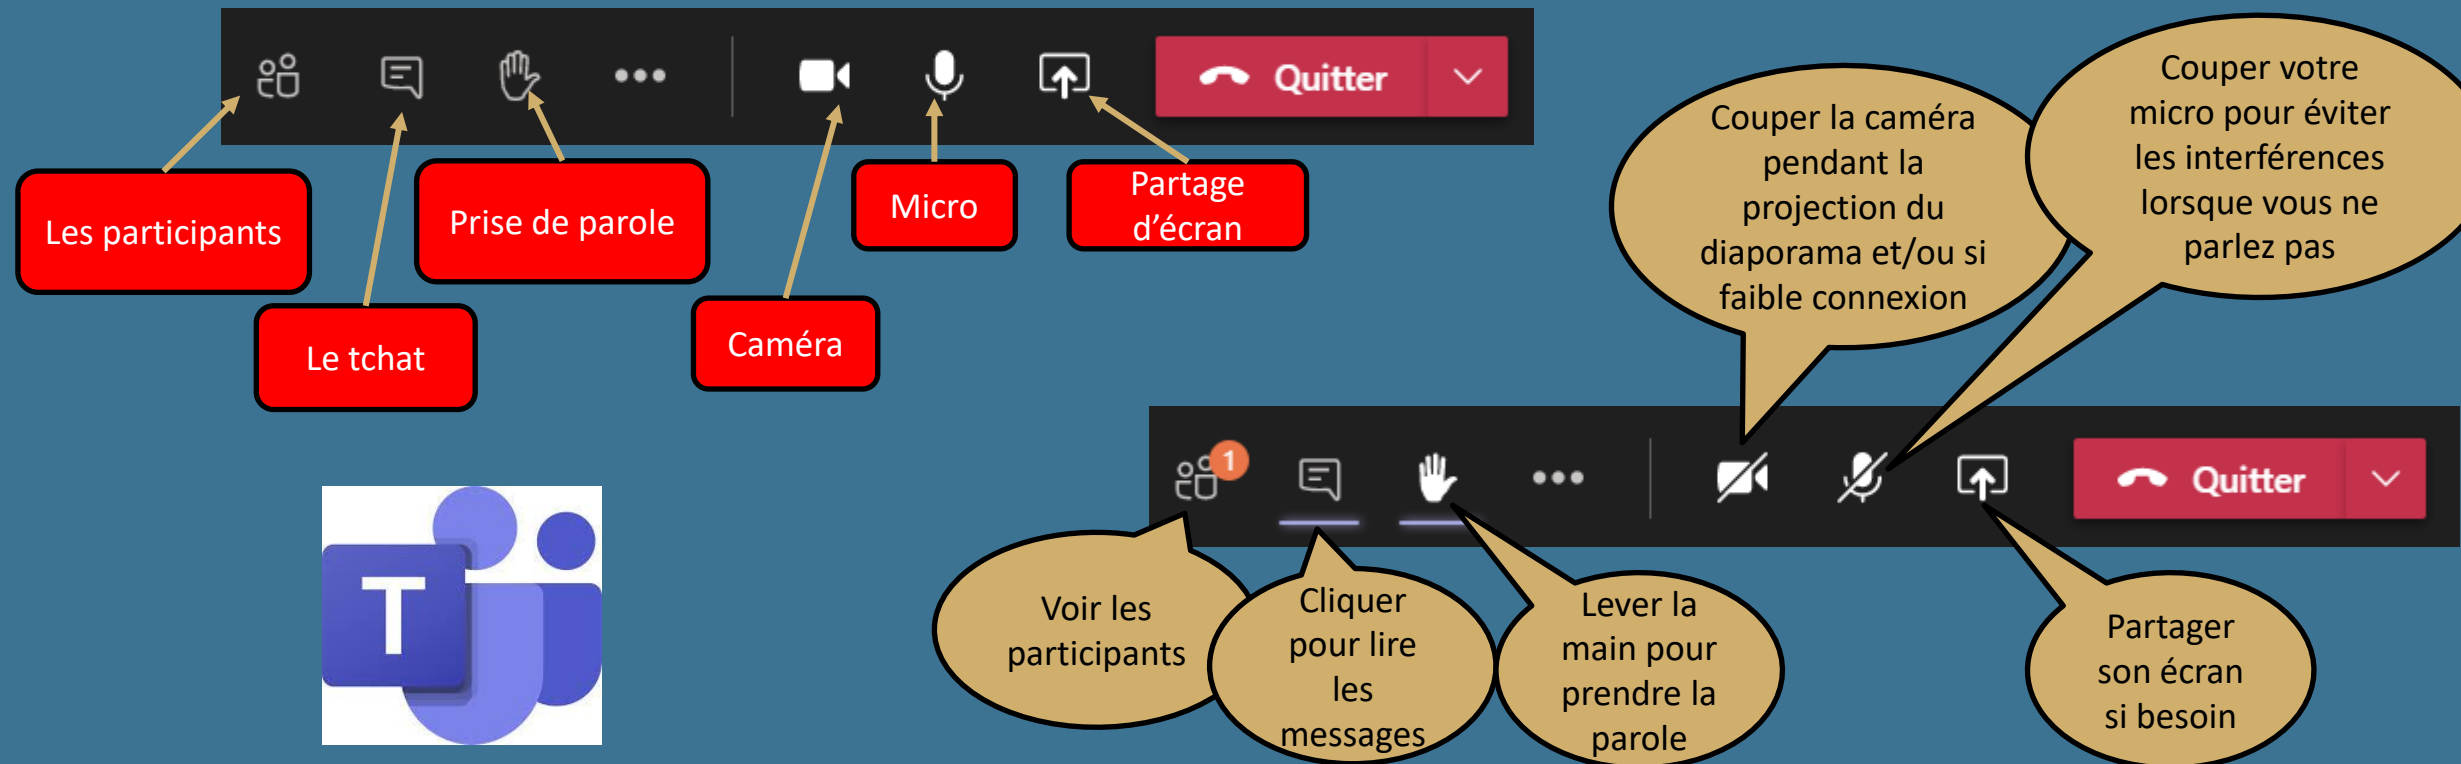 Quitter
Les participants
Le tchat
Prise de parole
Caméra
Micro
Partage
d’écran
Couper la caméra
pendant la
projection du
diaporama et/ou si
faible connexion
Couper votre
micro pour éviter
les interférences
lorsque vous ne
parlez pas
1
Quitter
T
Voir les
participants
Cliquer
pour lire
les
messages
Lever la
main pour
prendre la
parole
Partager
son écran
si besoin